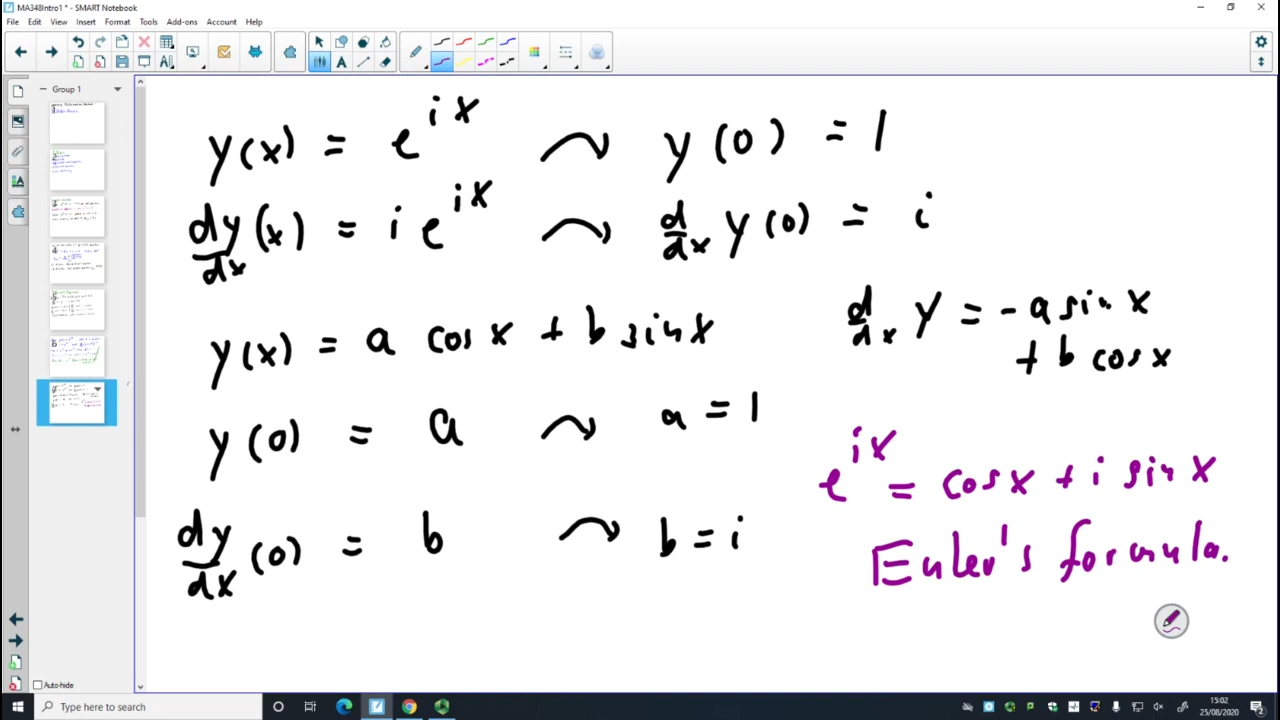 MA348Intro1 * - SMART Notebook
File Edit View Insert Format Tools Add-ons Account Help
Group 1
y(x) = e^{ix} ↝ y(0) = 1
dy/dx (x) = i e^{ix} ↝ d/dx y(0) = i
y(x) = a cos x + b sin x
d/dx y = - a sin x
+ b cos x
y(0) = a ↝ a = 1
e^{ix} = cos x + i sin x
dy/dx (0) = b ↝ b = i
Euler's formula.
Auto-hide
Type here to search
15:02
25/08/2020
2